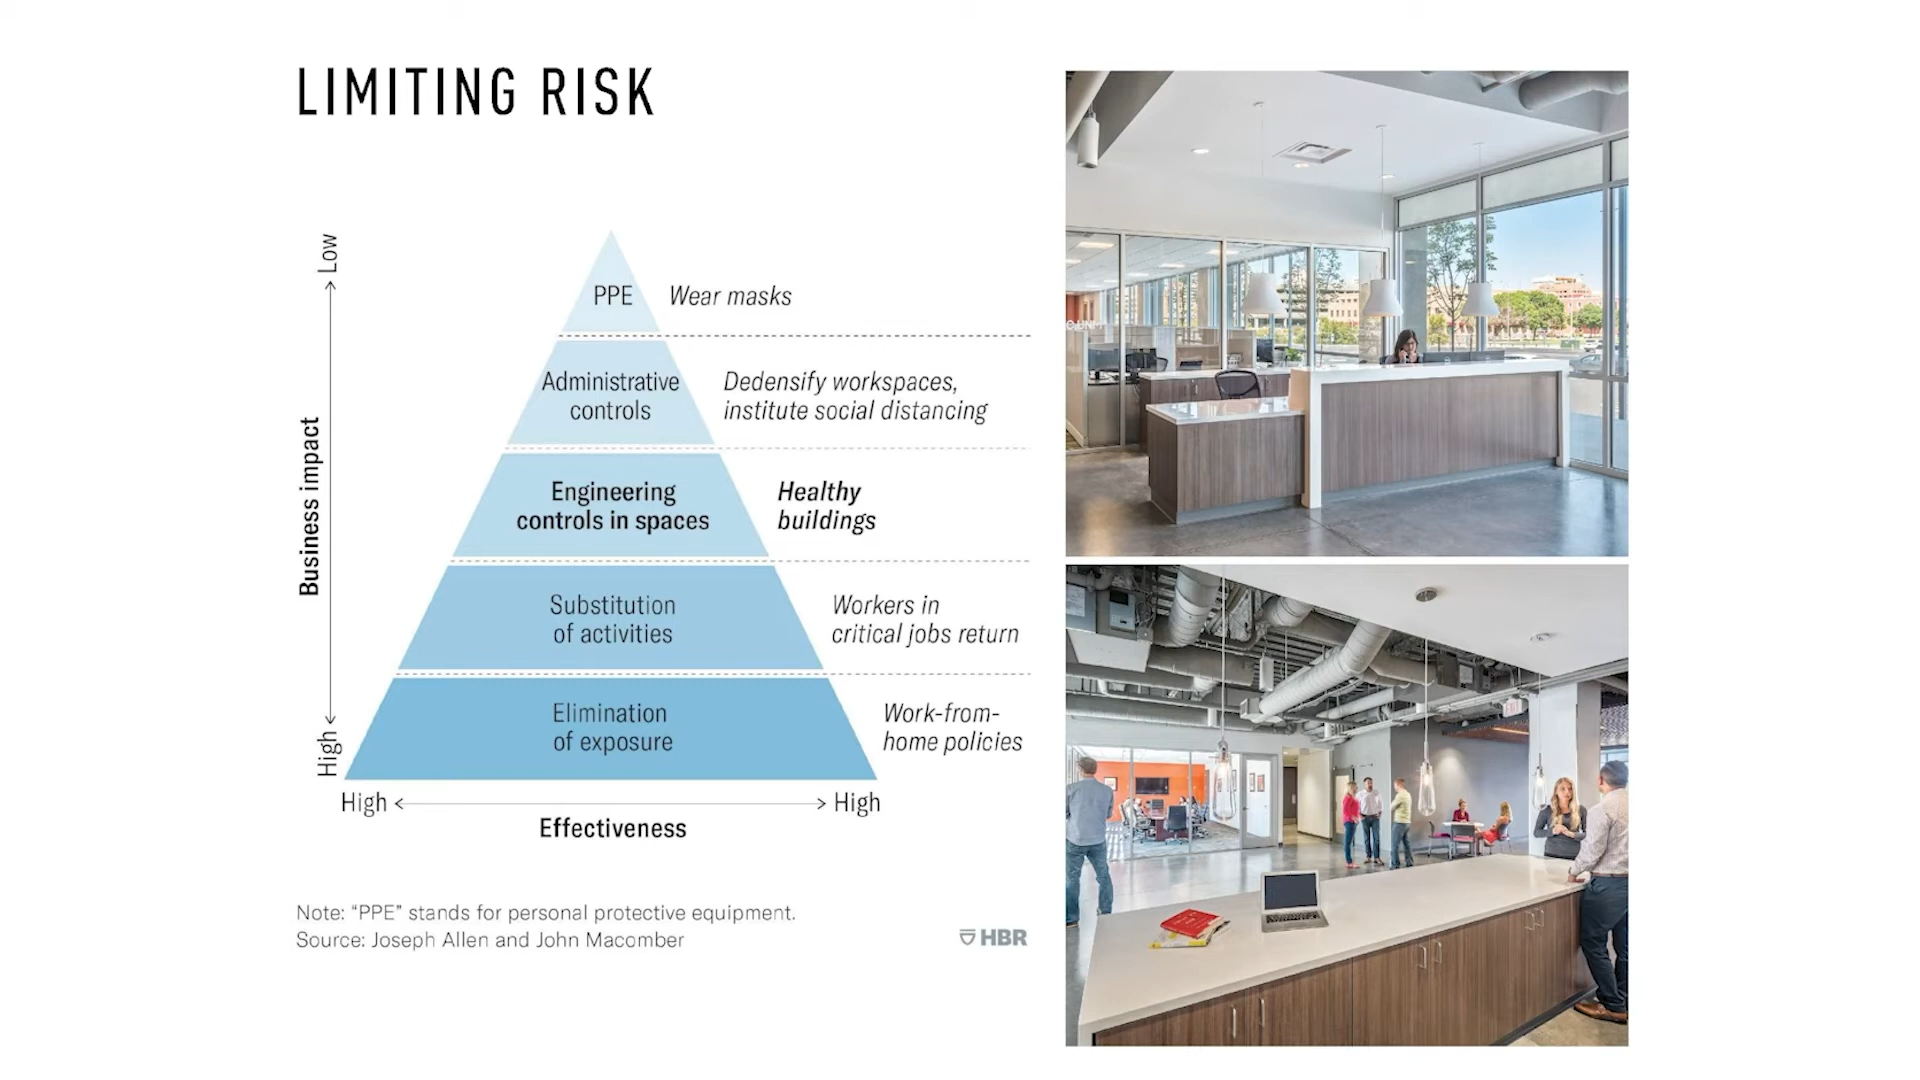 LIMITING RISK
Low
Business impact
High
PPE
Wear masks
Administrative
controls
Dedensify workspaces,
institute social distancing
Engineering
controls in spaces
Healthy
buildings
Substitution
of activities
Workers in
critical jobs return
Elimination
of exposure
Work-from-
home policies
High
High
Effectiveness
Note: “PPE” stands for personal protective equipment.
Source: Joseph Allen and John Macomber
HBR
EXIT